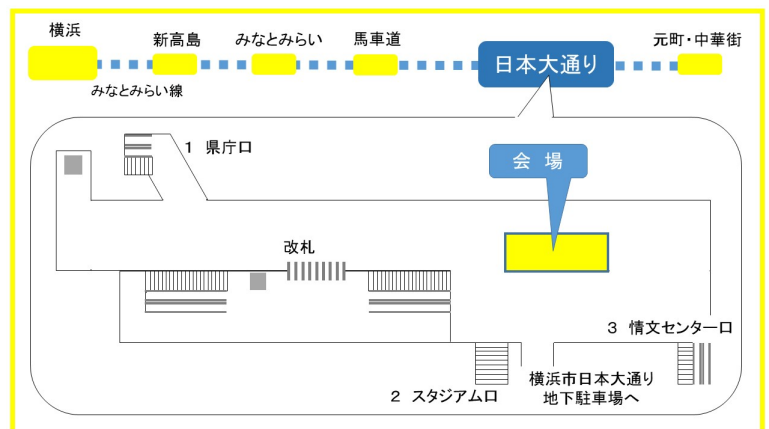 横浜
新高島
みなとみらい
馬車道
日本大通り
元町・中華街
みなとみらい線
1 県庁口
会 場
改札
3 情文センター口
2 スタジアム口
横浜市日本大通り
地下駐車場へ